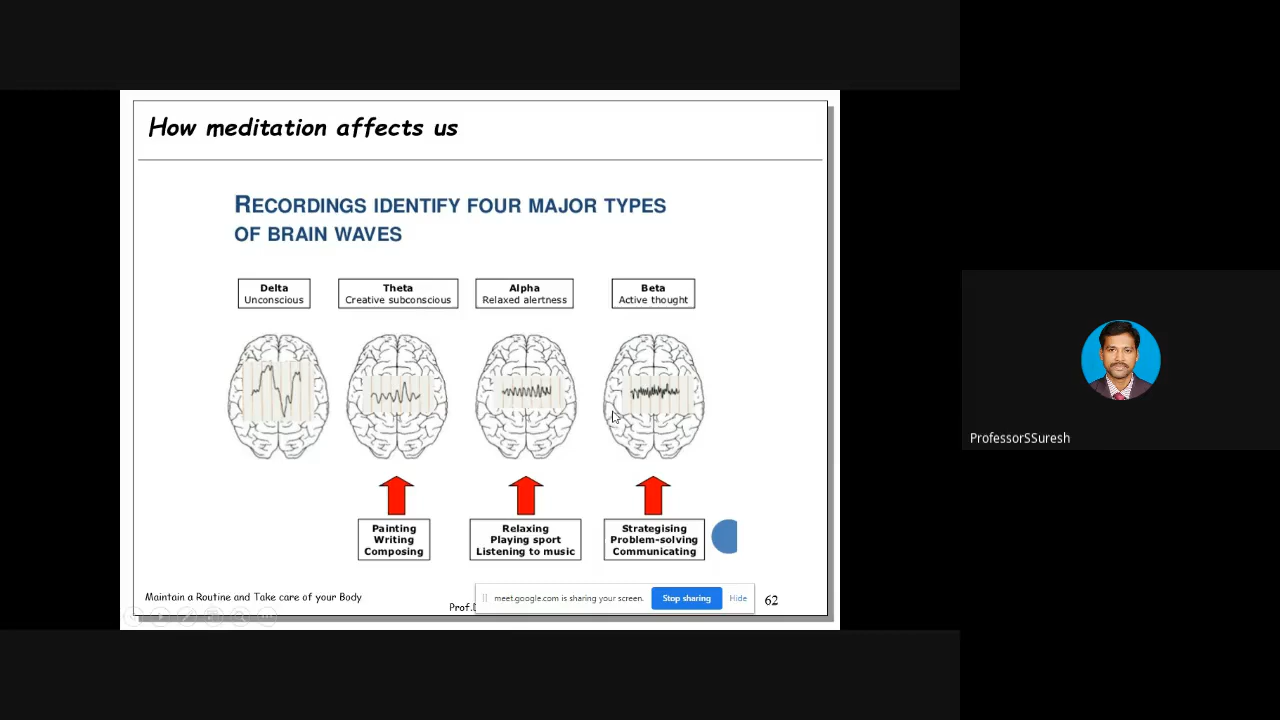 How meditation affects us
RECORDINGS IDENTIFY FOUR MAJOR TYPES
OF BRAIN WAVES
Delta
Unconscious
Theta
Creative subconscious
Alpha
Relaxed alertness
Beta
Active thought
Painting
Writing
Composing
Relaxing
Playing sport
Listening to music
Strategising
Problem-solving
Communicating
Maintain a Routine and Take care of your Body
Prof.
meet.google.com is sharing your screen.
Stop sharing
Hide
62
ProfessorSSuresh